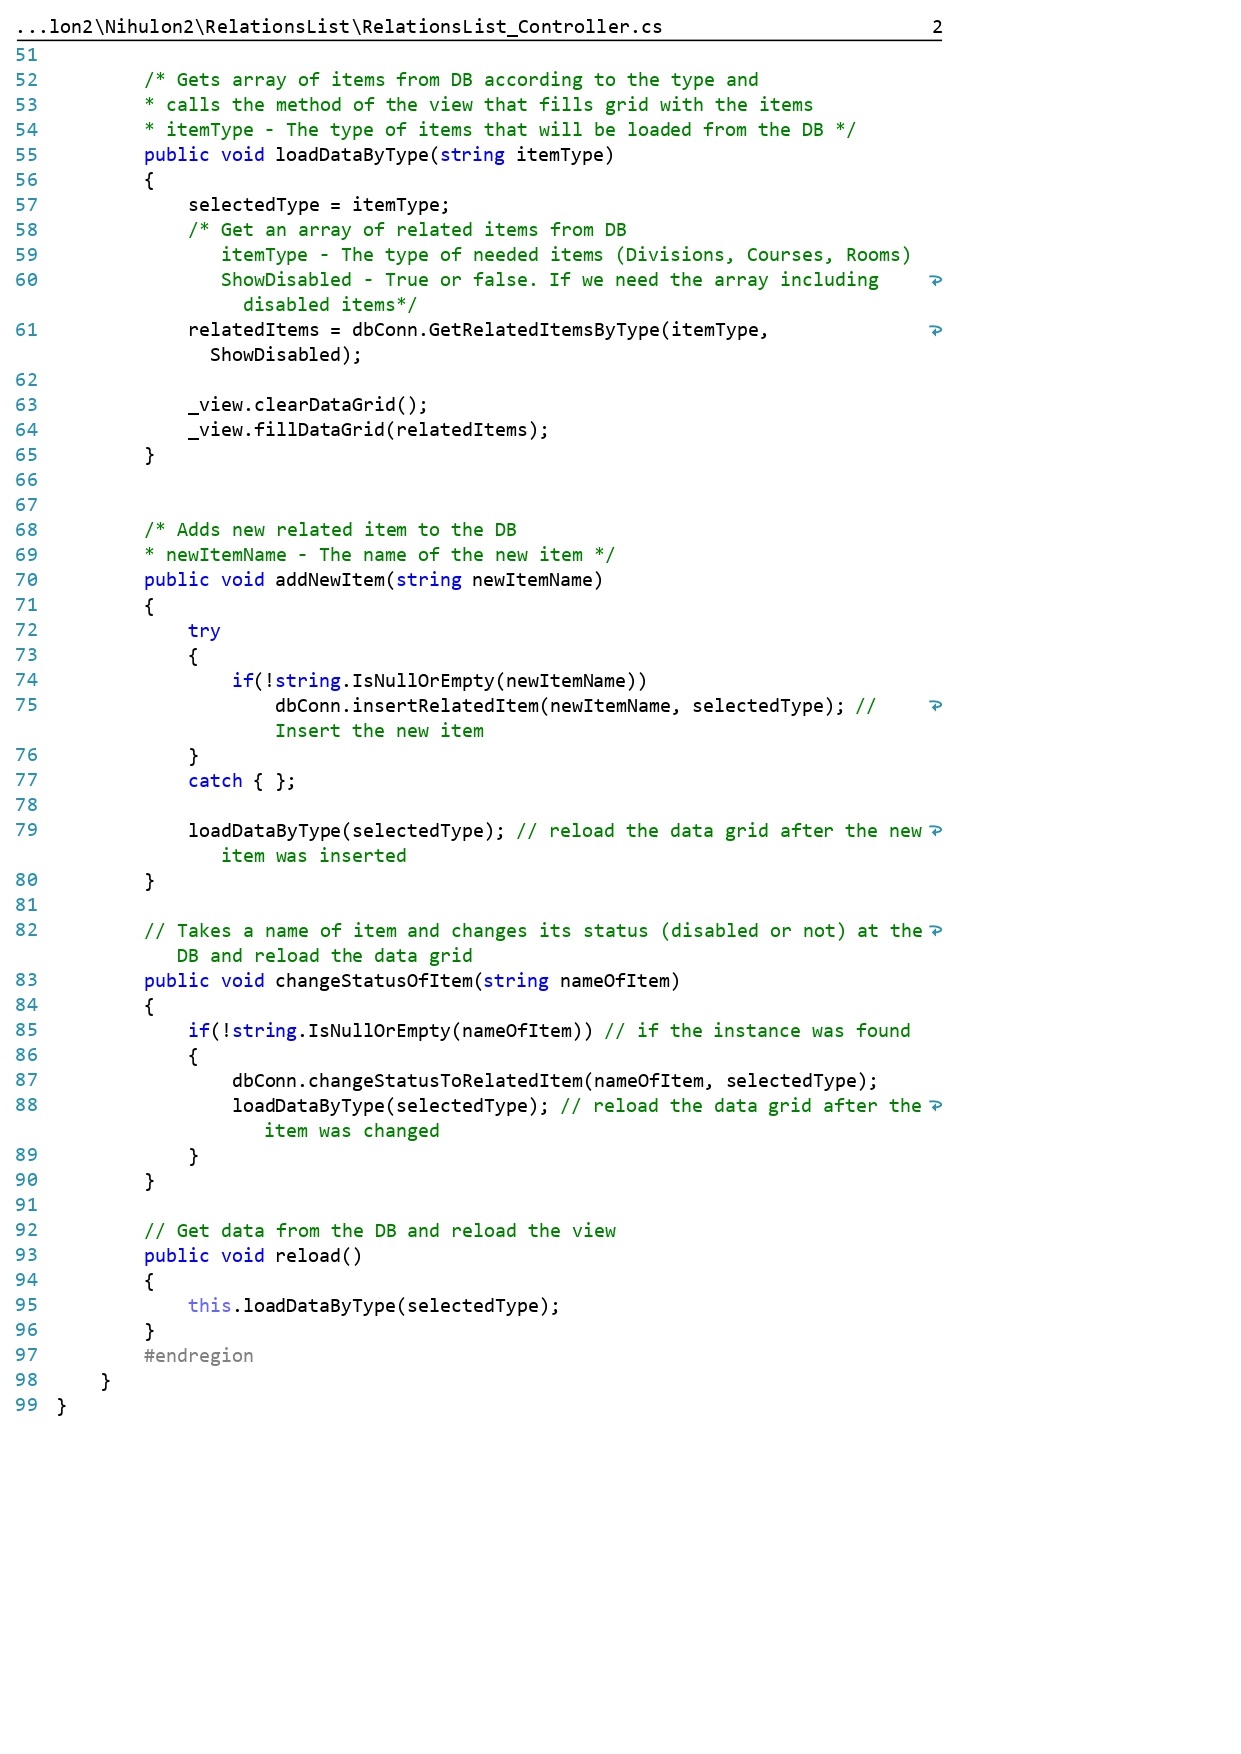 ...lon2\Nihulon2\RelationsList\RelationsList_Controller.cs 2
51
52 /* Gets array of items from DB according to the type and
53 * calls the method of the view that fills grid with the items
54 * itemType - The type of items that will be loaded from the DB */
55 public void loadDataByType(string itemType)
56 {
57 selectedType = itemType;
58 /* Get an array of related items from DB
59 itemType - The type of needed items (Divisions, Courses, Rooms)
60 ShowDisabled - True or false. If we need the array including
disabled items*/
61 relatedItems = dbConn.GetRelatedItemsByType(itemType,
ShowDisabled);
62
63 _view.clearDataGrid();
64 _view.fillDataGrid(relatedItems);
65 }
66
67
68 /* Adds new related item to the DB
69 * newItemName - The name of the new item */
70 public void addNewItem(string newItemName)
71 {
72 try
73 {
74 if(!string.IsNullOrEmpty(newItemName))
75 dbConn.insertRelatedItem(newItemName, selectedType); //
Insert the new item
76 }
77 catch { };
78
79 loadDataByType(selectedType); // reload the data grid after the new
item was inserted
80 }
81
82 // Takes a name of item and changes its status (disabled or not) at the
DB and reload the data grid
83 public void changeStatusOfItem(string nameOfItem)
84 {
85 if(!string.IsNullOrEmpty(nameOfItem)) // if the instance was found
86 {
87 dbConn.changeStatusToRelatedItem(nameOfItem, selectedType);
88 loadDataByType(selectedType); // reload the data grid after the
item was changed
89 }
90 }
91
92 // Get data from the DB and reload the view
93 public void reload()
94 {
95 this.loadDataByType(selectedType);
96 }
97 #endregion
98 }
99 }